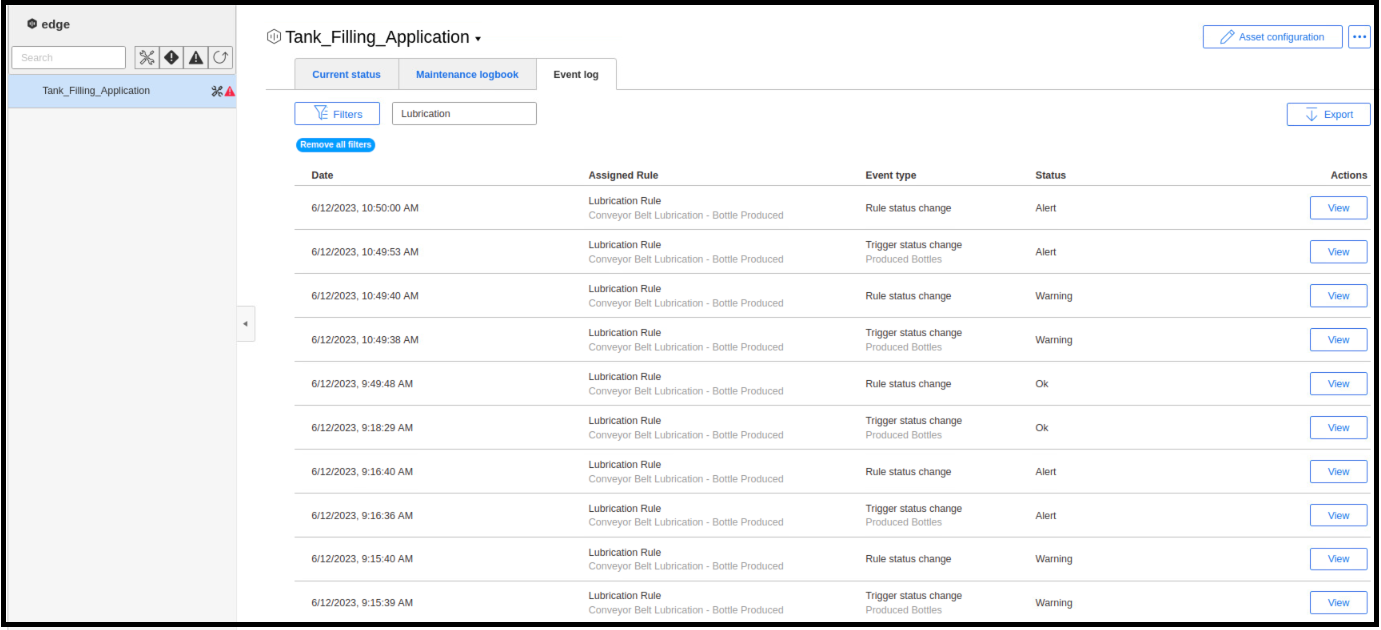 edge
Search
Tank_Filling_Application
Tank_Filling_Application
Asset configuration
Current status
Maintenance logbook
Event log
Filters
Lubrication
Export
Remove all filters
Date Assigned Rule Event type Status Actions
6/12/2023, 10:50:00 AM Lubrication Rule Rule status change Alert View
Conveyor Belt Lubrication - Bottle Produced
6/12/2023, 10:49:53 AM Lubrication Rule Trigger status change Alert View
Conveyor Belt Lubrication - Bottle Produced Produced Bottles
6/12/2023, 10:49:40 AM Lubrication Rule Rule status change Warning View
Conveyor Belt Lubrication - Bottle Produced
6/12/2023, 10:49:38 AM Lubrication Rule Trigger status change Warning View
Conveyor Belt Lubrication - Bottle Produced Produced Bottles
6/12/2023, 9:49:48 AM Lubrication Rule Rule status change Ok View
Conveyor Belt Lubrication - Bottle Produced
6/12/2023, 9:18:29 AM Lubrication Rule Trigger status change Ok View
Conveyor Belt Lubrication - Bottle Produced Produced Bottles
6/12/2023, 9:16:40 AM Lubrication Rule Rule status change Alert View
Conveyor Belt Lubrication - Bottle Produced
6/12/2023, 9:16:36 AM Lubrication Rule Trigger status change Alert View
Conveyor Belt Lubrication - Bottle Produced Produced Bottles
6/12/2023, 9:15:40 AM Lubrication Rule Rule status change Warning View
Conveyor Belt Lubrication - Bottle Produced
6/12/2023, 9:15:39 AM Lubrication Rule Trigger status change Warning View
Conveyor Belt Lubrication - Bottle Produced Produced Bottles